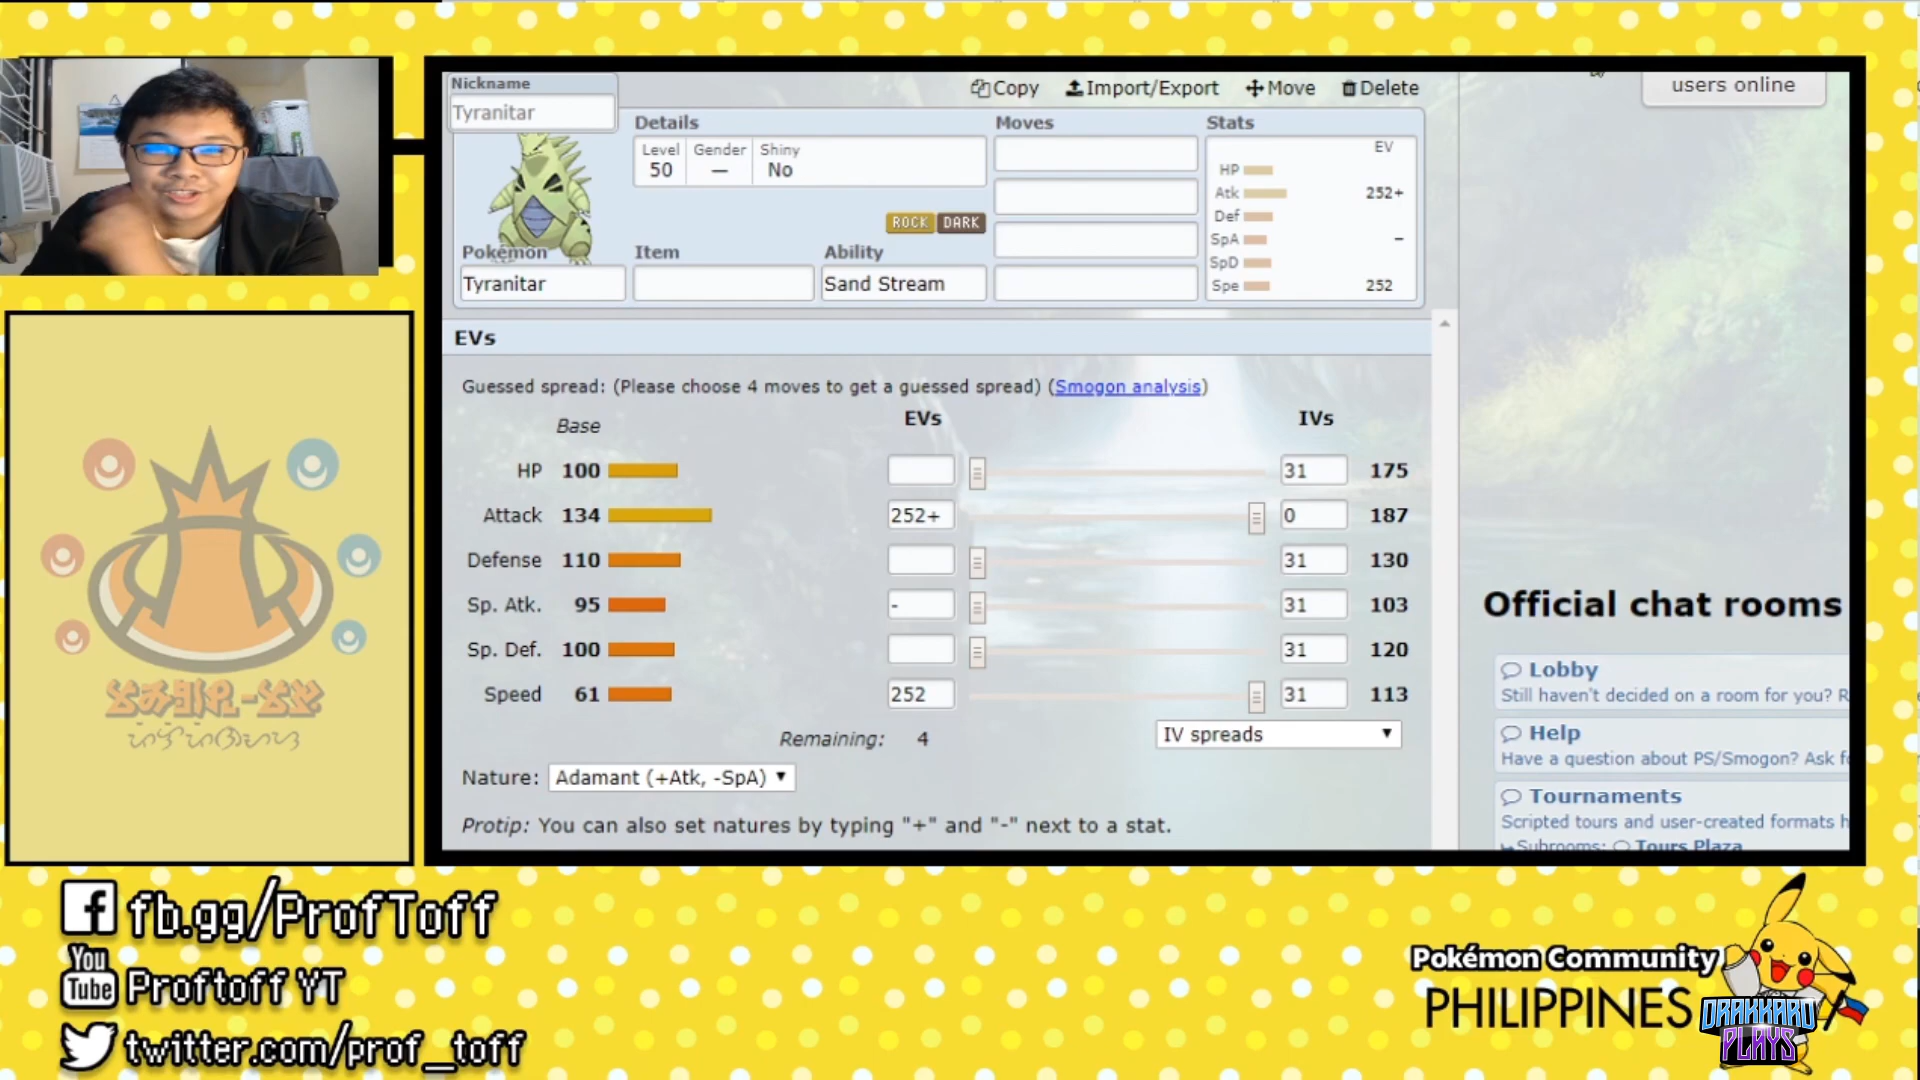 Nickname
Tyranitar
Copy
Import/Export
Move
Delete
users online
Details
Moves
Stats
Level
Gender
Shiny
50
—
No
EV
HP
Atk
252+
Def
SpA
–
SpD
Spe
252
ROCK
DARK
Pokémon
Item
Ability
Tyranitar
Sand Stream
EVs
Guessed spread: (Please choose 4 moves to get a guessed spread) (Smogon analysis)
Base
EVs
IVs
HP 100 31 175
Attack 134 252+ 0 187
Defense 110 31 130
Sp. Atk. 95 - 31 103
Sp. Def. 100 31 120
Speed 61 252 31 113
Remaining: 4
IV spreads
Nature: Adamant (+Atk, -SpA)
Protip: You can also set natures by typing "+" and "-" next to a stat.
Official chat rooms
Lobby
Still haven't decided on a room for you? R
Help
Have a question about PS/Smogon? Ask f
Tournaments
Scripted tours and user-created formats h
Subrooms: Tours Plaza
fb.gg/ProfToff
You Tube
Proftoff YT
twitter.com/prof_toff
Pokémon Community
PHILIPPINES
DRAKKARD
PLAYS